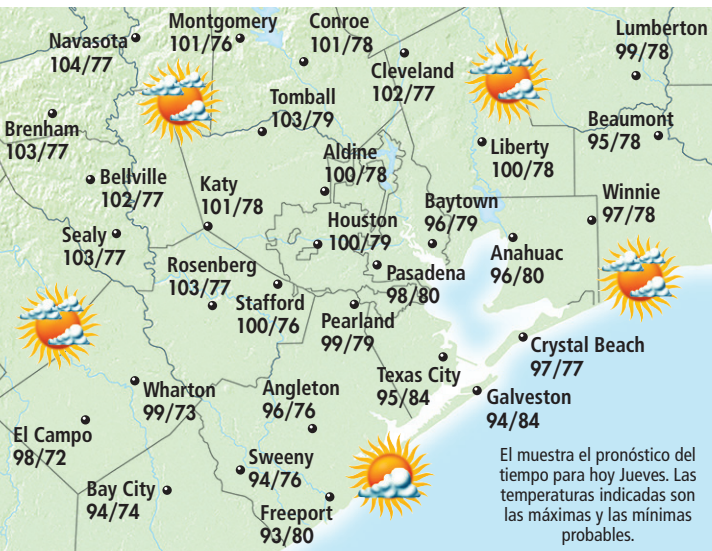 Montgomery
101/76
Conroe
101/78
Lumberton
99/78
Navasota
104/77
Cleveland
102/77
Tomball
103/79
Beaumont
95/78
Brenham
103/77
Liberty
100/78
Aldine
100/78
Bellville
102/77
Katy
101/78
Baytown
96/79
Winnie
97/78
Houston
100/79
Sealy
103/77
Anahuac
96/80
Rosenberg
103/77
Pasadena
98/80
Stafford
100/76
Pearland
99/79
Crystal Beach
97/77
Texas City
95/84
Wharton
99/73
Angleton
96/76
Galveston
94/84
El Campo
98/72
Sweeny
94/76
Bay City
94/74
Freeport
93/80
El muestra el pronóstico del
tiempo para hoy Jueves. Las
temperaturas indicadas son
las máximas y las mínimas
probables.